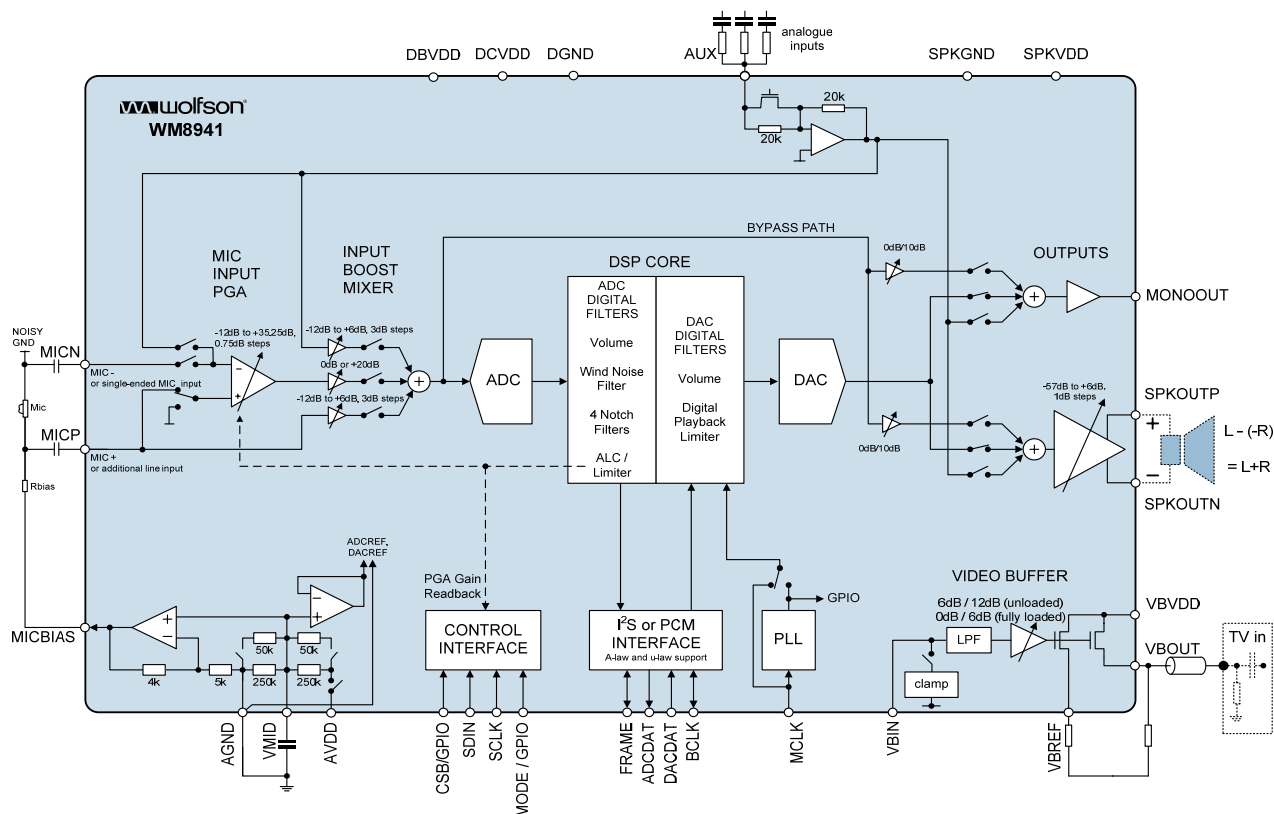 analogue
inputs
AUX
DBVDD
DCVDD
DGND
SPKGND
SPKVDD
wolfson®
WM8941
20k
20k
BYPASS PATH
MIC
INPUT
PGA
INPUT
BOOST
MIXER
DSP CORE
0dB/10dB
OUTPUTS
ADC
DIGITAL
FILTERS
Volume
Wind Noise
Filter
4 Notch
Filters
ALC /
Limiter
DAC
DIGITAL
FILTERS
Volume
Digital
Playback
Limiter
MONOOUT
NOISY
GND
MICN
-12dB to +35.25dB,
0.75dB steps
-12dB to +6dB, 3dB steps
MIC -
or single-ended MIC input
0dB or +20dB
ADC
DAC
-12dB to +6dB, 3dB steps
-57dB to +6dB,
1dB steps
Mic
MICP
MIC +
or additional line input
Rbias
−
+
0dB/10dB
SPKOUTP
+
−
L – (-R)
= L+R
SPKOUTN
ADCREF,
DACREF
PGA Gain
Readback
MICBIAS
+
−
−
+
50k
50k
4k
5k
250k
250k
CONTROL
INTERFACE
I²S or PCM
INTERFACE
A-law and u-law support
PLL
GPIO
VIDEO BUFFER
6dB / 12dB (unloaded)
0dB / 6dB (fully loaded)
LPF
clamp
VBVDD
VBOUT
TV in
AGND
VMID
AVDD
CSB/GPIO
SDIN
SCLK
MODE / GPIO
FRAME
ADCDAT
DACDAT
BCLK
MCLK
VBIN
VBREF